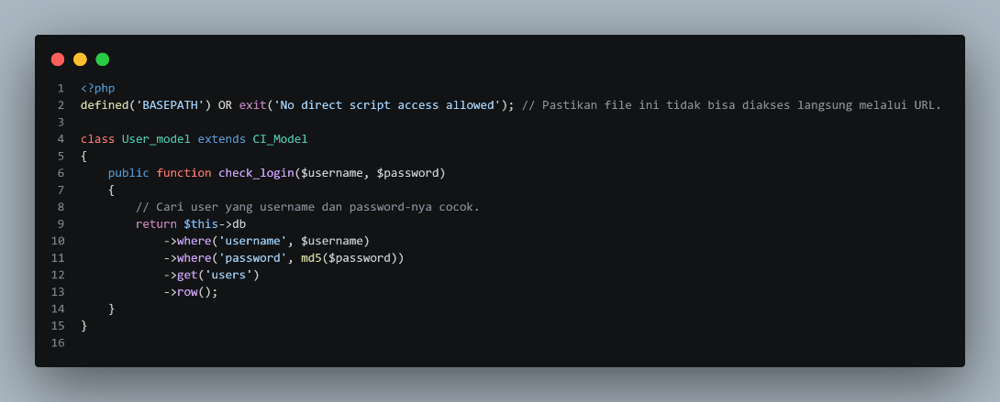 1 <?php
2 defined('BASEPATH') OR exit('No direct script access allowed'); // Pastikan file ini tidak bisa diakses langsung melalui URL.
3
4 class User_model extends CI_Model
5 {
6     public function check_login($username, $password)
7     {
8         // Cari user yang username dan password-nya cocok.
9         return $this->db
10             ->where('username', $username)
11             ->where('password', md5($password))
12             ->get('users')
13             ->row();
14     }
15 }
16